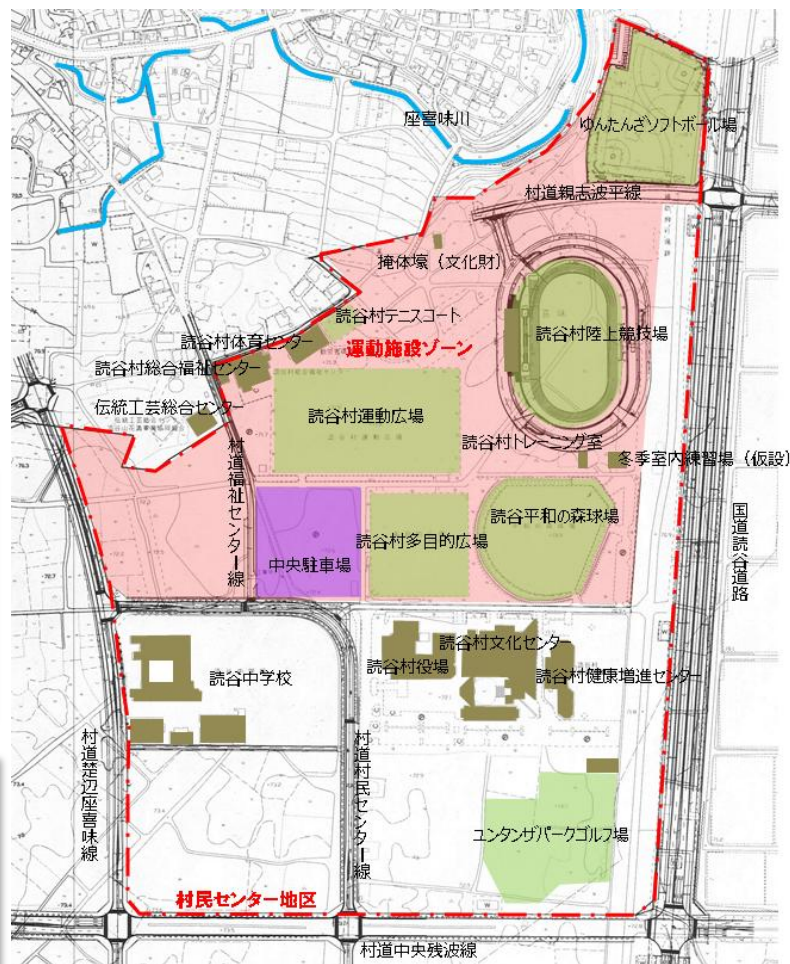 座喜味川
ゆんたんざソフトボール場
村道親志波平線
掩体壕（文化財）
読谷村テニスコート
読谷村陸上競技場
読谷村体育センター
運動施設ゾーン
読谷村総合福祉センター
伝統工芸総合センター
読谷村運動広場
読谷村トレーニング室
冬季室内練習場（仮設）
村道福祉センター線
中央駐車場
読谷村多目的広場
読谷平和の森球場
国道読谷道路
読谷中学校
読谷村役場
読谷村文化センター
読谷村健康増進センター
村道楚辺座喜味線
村道村民センター線
ユンタンザパークゴルフ場
村民センター地区
村道中央残波線